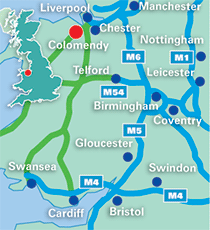 Liverpool
Manchester
Chester
Colomendy
Nottingham
M6
M1
Telford
Leicester
M54
Birmingham
Coventry
M5
Gloucester
Swansea
Swindon
M4
M4
Cardiff
Bristol